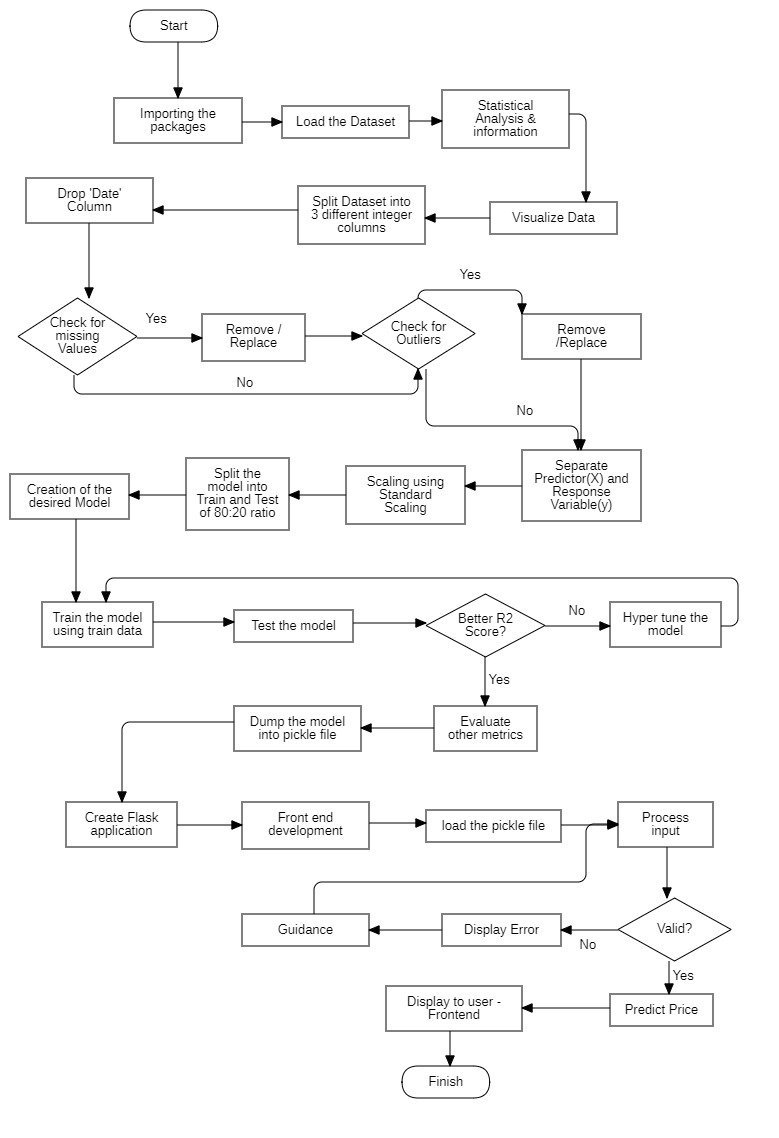 Start
Importing the
packages
Load the Dataset
Statistical
Analysis &
information
Drop 'Date'
Column
Split Dataset into
3 different integer
columns
Visualize Data
Yes
Check for
missing
Values
Yes
Remove /
Replace
Check for
Outliers
Remove
/Replace
No
No
Creation of the
desired Model
Split the
model into
Train and Test
of 80:20 ratio
Scaling using
Standard
Scaling
Separate
Predictor(X) and
Response
Variable(y)
Train the model
using train data
Test the model
Better R2
Score?
No
Hyper tune the
model
Yes
Dump the model
into pickle file
Evaluate
other metrics
Create Flask
application
Front end
development
load the pickle file
Process
input
Guidance
Display Error
No
Valid?
Yes
Display to user -
Frontend
Predict Price
Finish